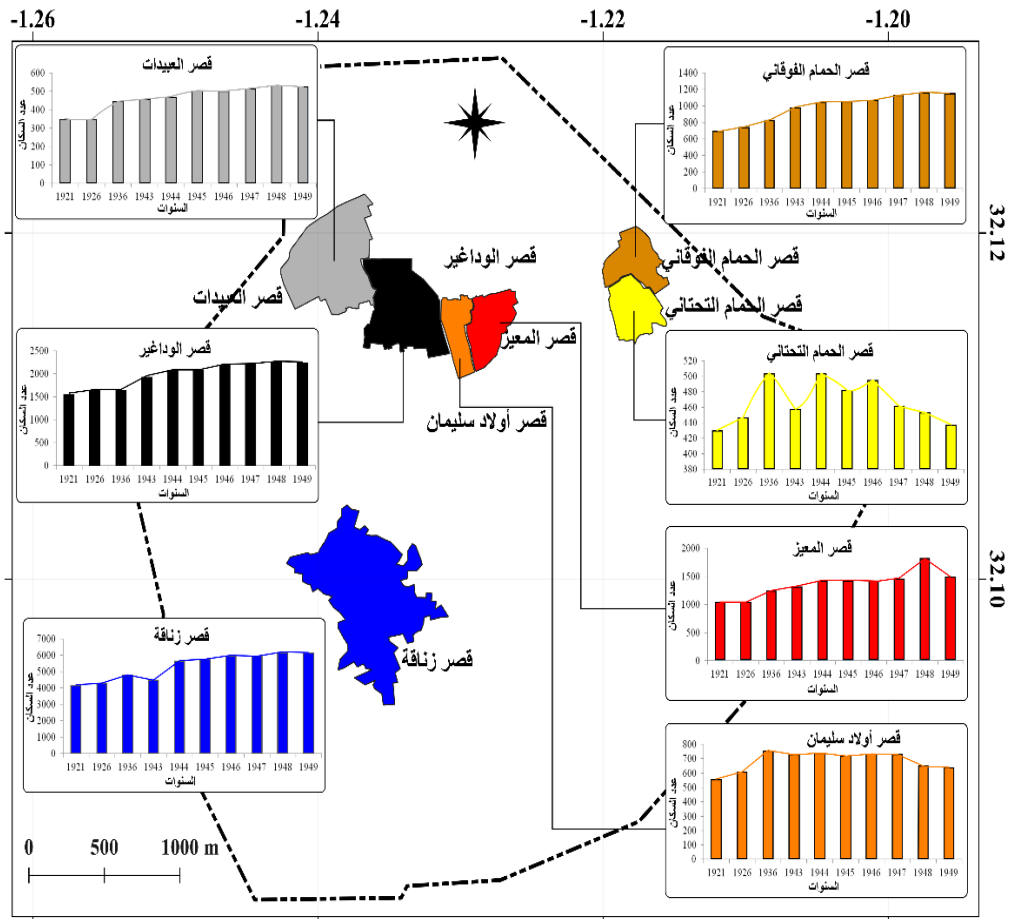 -1.26 -1.24 -1.22 -1.20
32.12
32.10
قصر العبيدات
عدد السكان
600
500
400
300
200
100
0
1921 1926 1936 1943 1944 1945 1946 1947 1948 1949
السنوات
قصر الحمام الفوقاني
عدد السكان
1400
1200
1000
800
600
400
200
0
1921 1926 1936 1943 1944 1945 1946 1947 1948 1949
السنوات
قصر الوداغير
قصر الحمام الفوقاني
قصر العبيدات
قصر الحمام التحتاني
قصر المعيز
قصر أولاد سليمان
قصر زناقة
قصر الوداغير
عدد السكان
2500
2000
1500
1000
500
0
1921 1926 1936 1943 1944 1945 1946 1947 1948 1949
السنوات
قصر الحمام التحتاني
عدد السكان
520
500
480
460
440
420
400
380
1921 1926 1936 1943 1944 1945 1946 1947 1948 1949
السنوات
قصر المعيز
عدد السكان
2000
1500
1000
500
0
1921 1926 1936 1943 1944 1945 1946 1947 1948 1949
السنوات
قصر زناقة
عدد السكان
7000
6000
5000
4000
3000
2000
1000
0
1921 1926 1936 1943 1944 1945 1946 1947 1948 1949
السنوات
قصر أولاد سليمان
عدد السكان
800
700
600
500
400
300
200
100
0
1921 1926 1936 1943 1944 1945 1946 1947 1948 1949
السنوات
0 500 1000 m